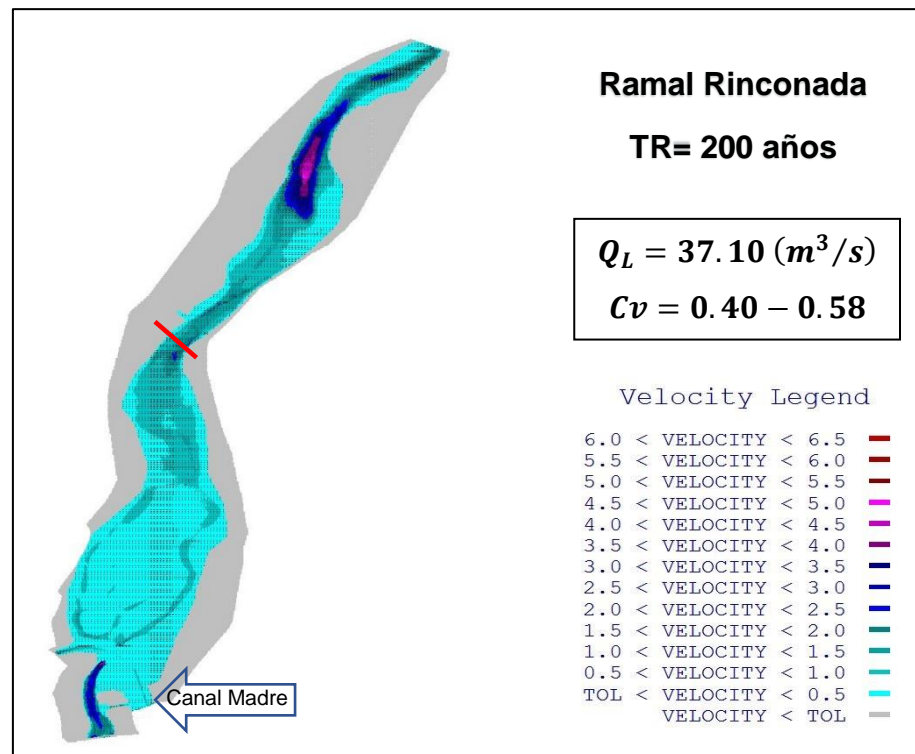 Ramal Rinconada
TR= 200 años
Q_L = 37.10 (m³/s)
Cv = 0.40 − 0.58
Velocity Legend
6.0 < VELOCITY < 6.5
5.5 < VELOCITY < 6.0
5.0 < VELOCITY < 5.5
4.5 < VELOCITY < 5.0
4.0 < VELOCITY < 4.5
3.5 < VELOCITY < 4.0
3.0 < VELOCITY < 3.5
2.5 < VELOCITY < 3.0
2.0 < VELOCITY < 2.5
1.5 < VELOCITY < 2.0
1.0 < VELOCITY < 1.5
0.5 < VELOCITY < 1.0
TOL < VELOCITY < 0.5
VELOCITY < TOL
Canal Madre